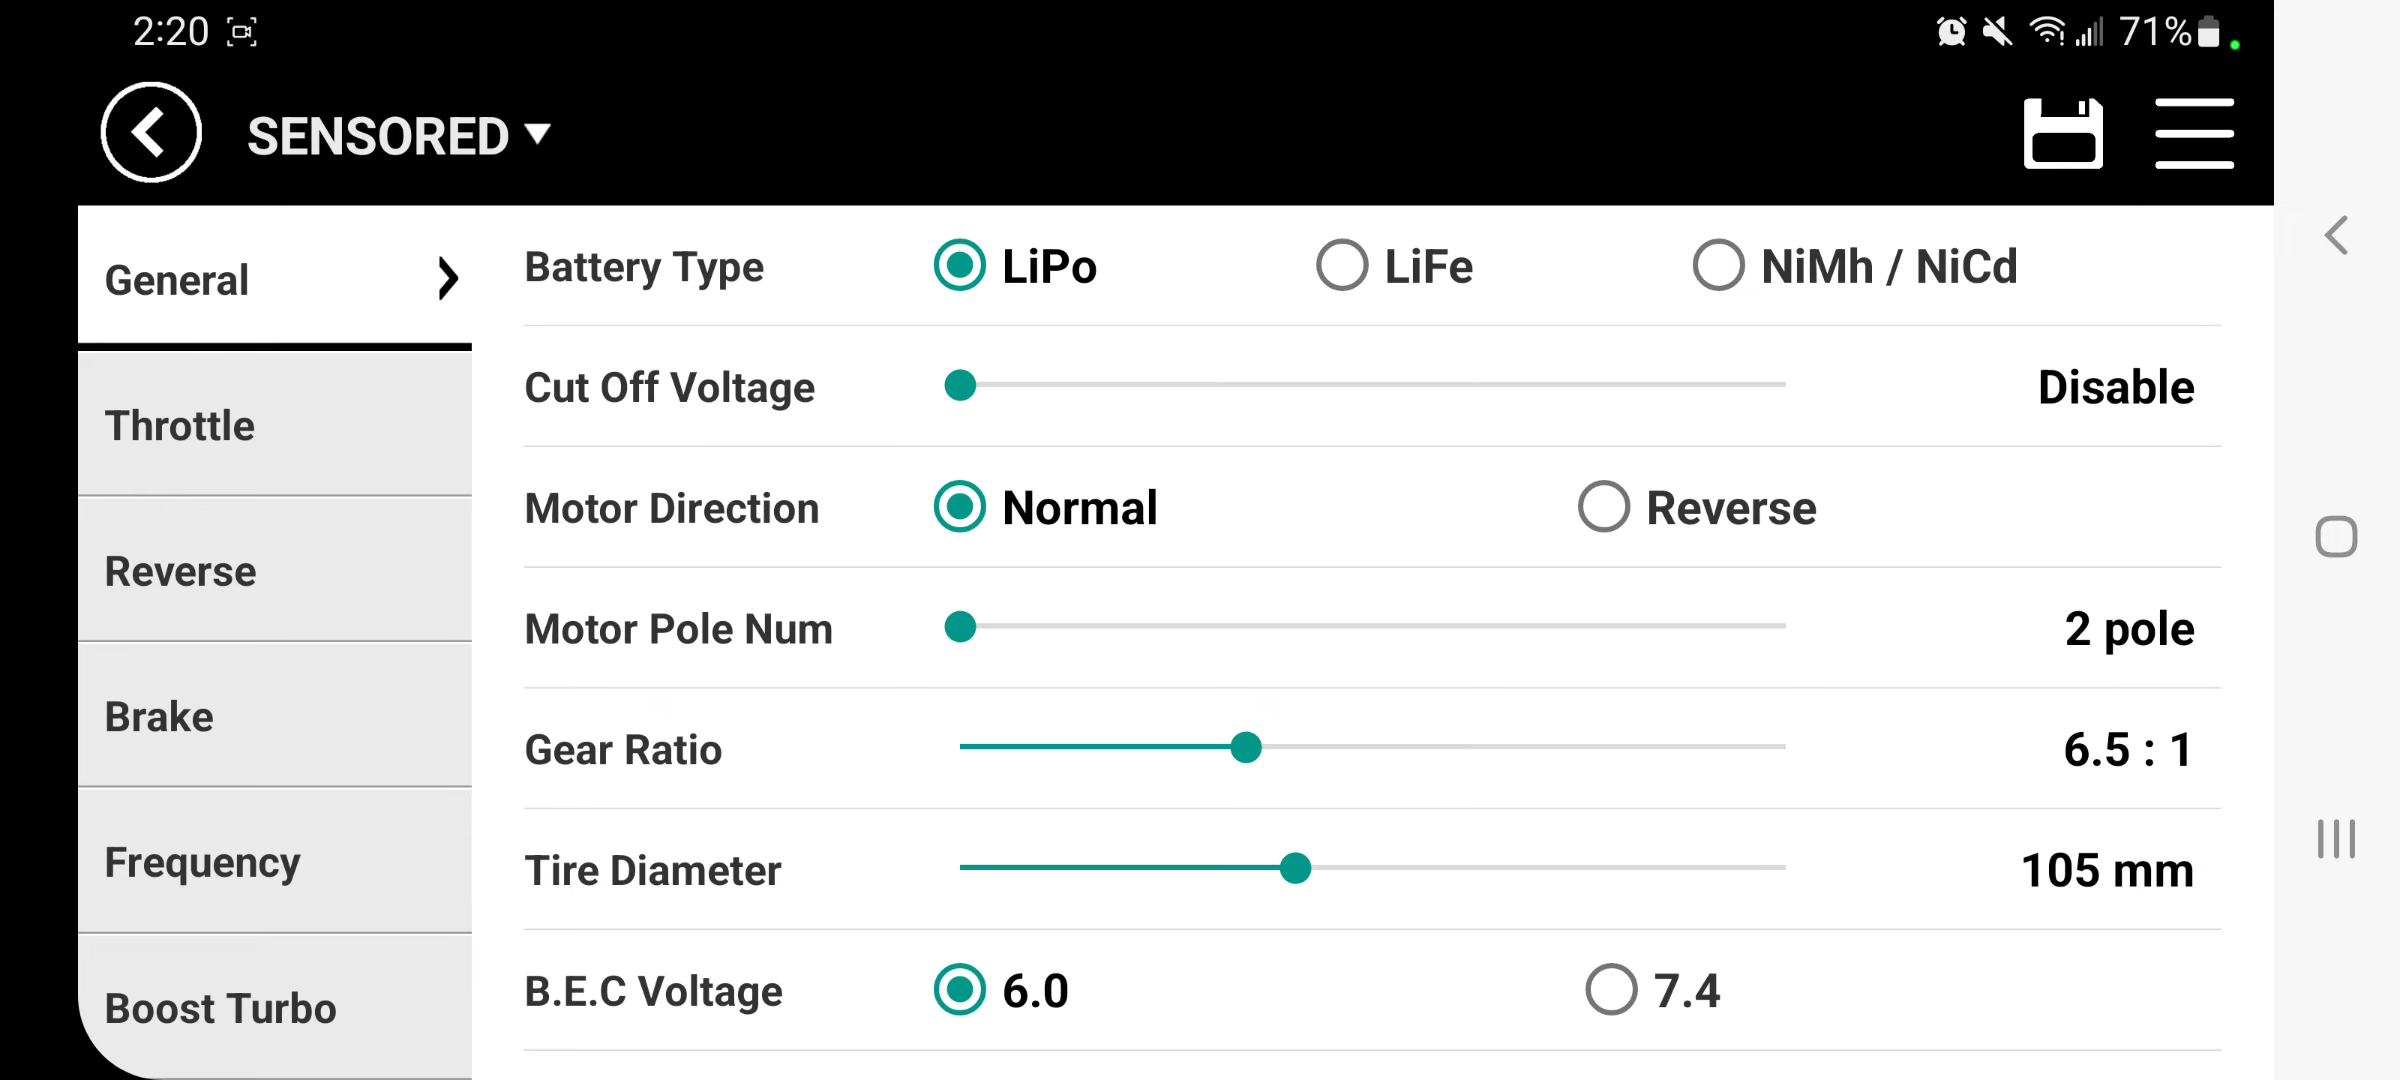 2:20 71%
SENSORED
General
Throttle
Reverse
Brake
Frequency
Boost Turbo
Battery Type LiPo LiFe NiMh / NiCd
Cut Off Voltage Disable
Motor Direction Normal Reverse
Motor Pole Num 2 pole
Gear Ratio 6.5 : 1
Tire Diameter 105 mm
B.E.C Voltage 6.0 7.4